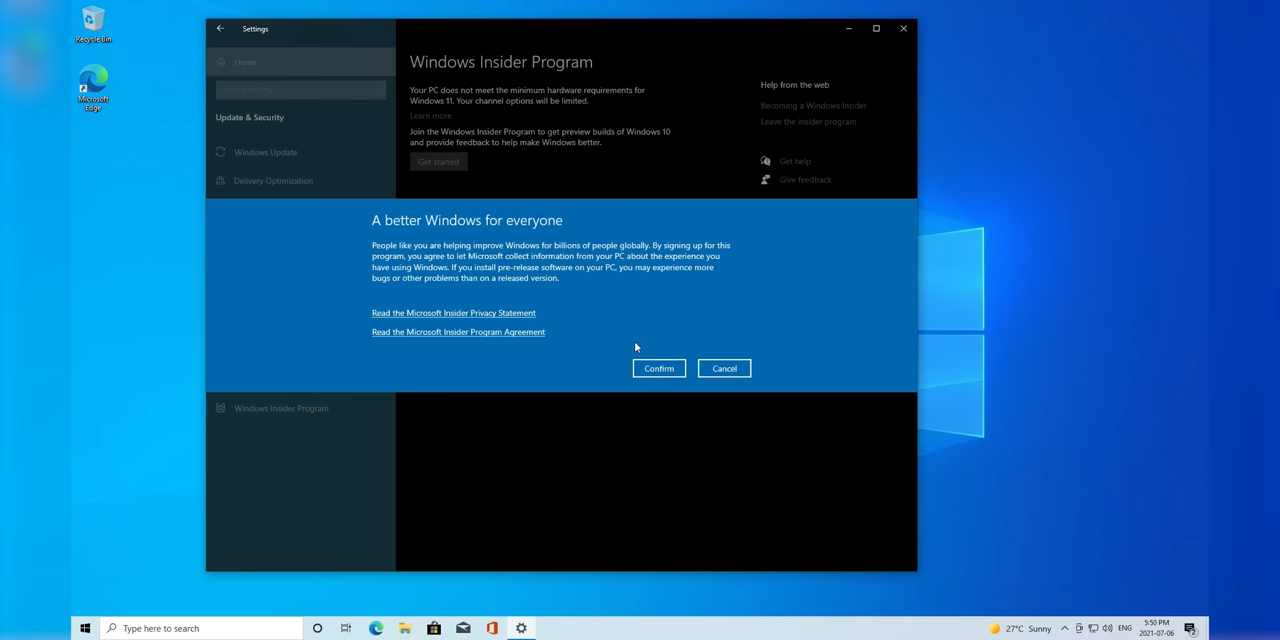 Recycle Bin
Microsoft
Edge
Settings
Home
Update & Security
Windows Update
Delivery Optimization
Windows Insider Program
Windows Insider Program
Your PC does not meet the minimum hardware requirements for
Windows 11. Your channel options will be limited.
Learn more.
Join the Windows Insider Program to get preview builds of Windows 10
and provide feedback to help make Windows better.
Get started
Help from the web
Becoming a Windows Insider
Leave the insider program
Get help
Give feedback
A better Windows for everyone
People like you are helping improve Windows for billions of people globally. By signing up for this
program, you agree to let Microsoft collect information from your PC about the experience you
have using Windows. If you install pre-release software on your PC, you may experience more
bugs or other problems than on a released version.
Read the Microsoft Insider Privacy Statement
Read the Microsoft Insider Program Agreement
Confirm
Cancel
Type here to search
27°C Sunny
ENG
5:50 PM
2021-07-06
2